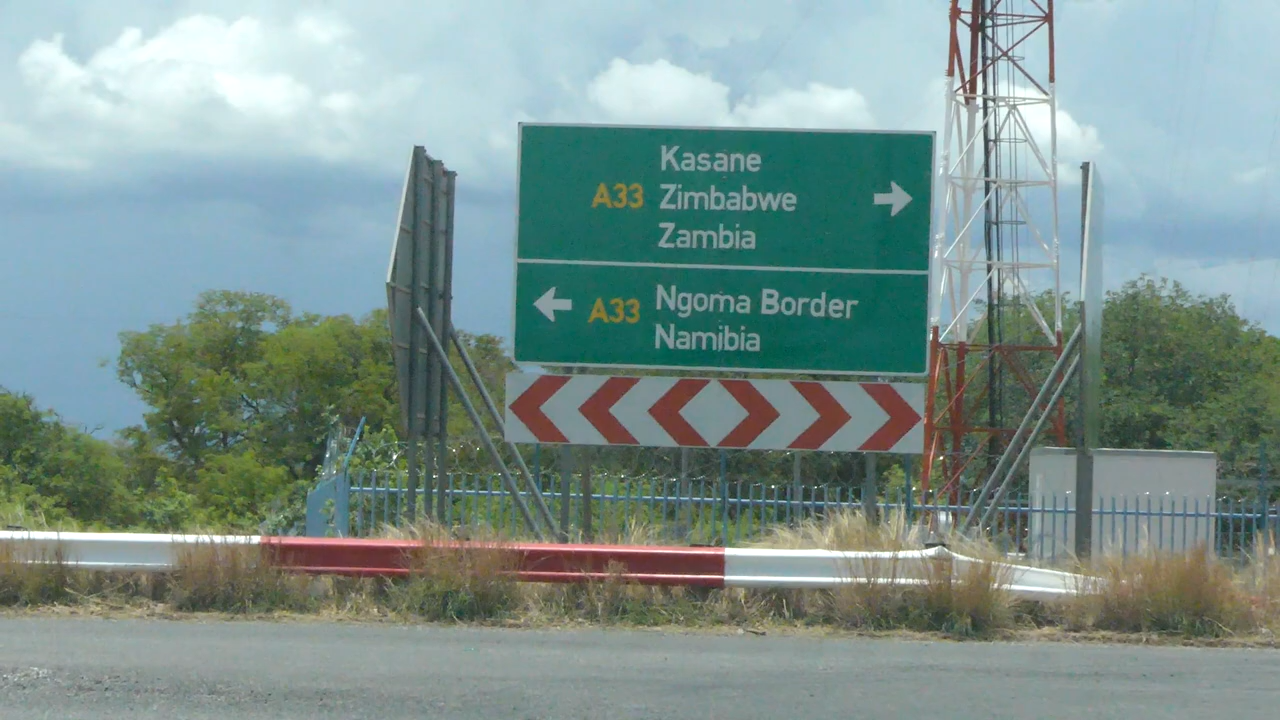 Kasane
A33 Zimbabwe
Zambia
A33 Ngoma Border
Namibia